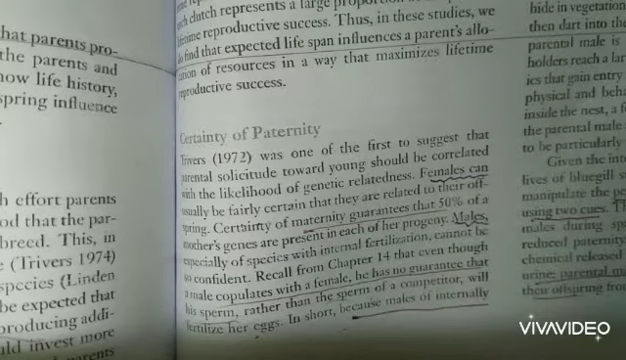 hat parents pro-
the parents and
now life history,
spring influence
h effort parents
od that the par-
breed. This, in
(Trivers 1974)
species (Linden
be expected that
producing addi-
uld invest more
parents
such clutch represents a large
lifetime reproductive success. Thus, in these studies, we
do find that expected life span influences a parent's allo-
cation of resources in a way that maximizes lifetime
reproductive success.
Certainty of Paternity
Trivers (1972) was one of the first to suggest that
parental solicitude toward young should be correlated
with the likelihood of genetic relatedness. Females can
usually be fairly certain that they are related to their off-
spring. Certainty of maternity guarantees that 50% of a
mother's genes are present in each of her progeny. Males,
especially of species with internal fertilization, cannot be
so confident. Recall from Chapter 14 that even though
a male copulates with a female, he has no guarantee that
his sperm, rather than the sperm of a competitor, will
fertilize her eggs. In short, because males of internally
hide in vegetation
then dart into the
parental male is
holders reach a lar
ics that gain entry
physical and beha
inside the nest, a f
the parental male
to be particularly
Given the int
lives of bluegill s
manipulate the pe
using two cues. T
males during sp
reduced paternity
chemical released
urine; parental m
their offspring from
VIVAVIDEO